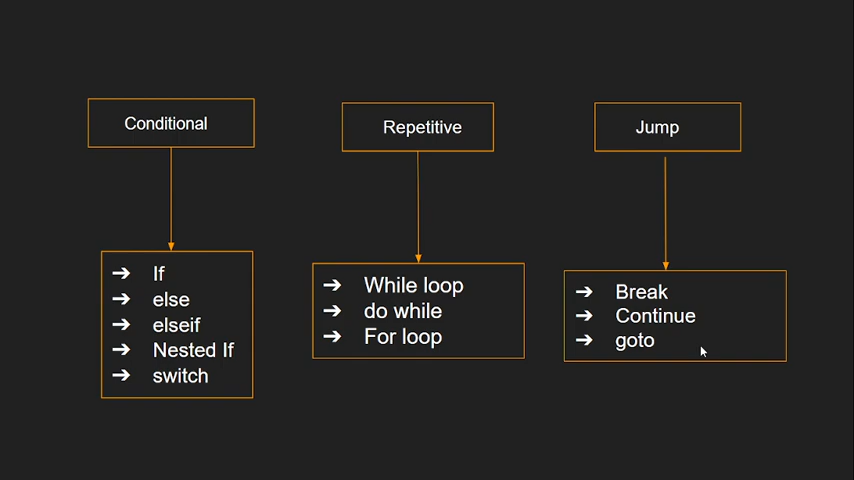 Conditional
Repetitive
Jump
➔ If
➔ else
➔ elseif
➔ Nested If
➔ switch
➔ While loop
➔ do while
➔ For loop
➔ Break
➔ Continue
➔ goto